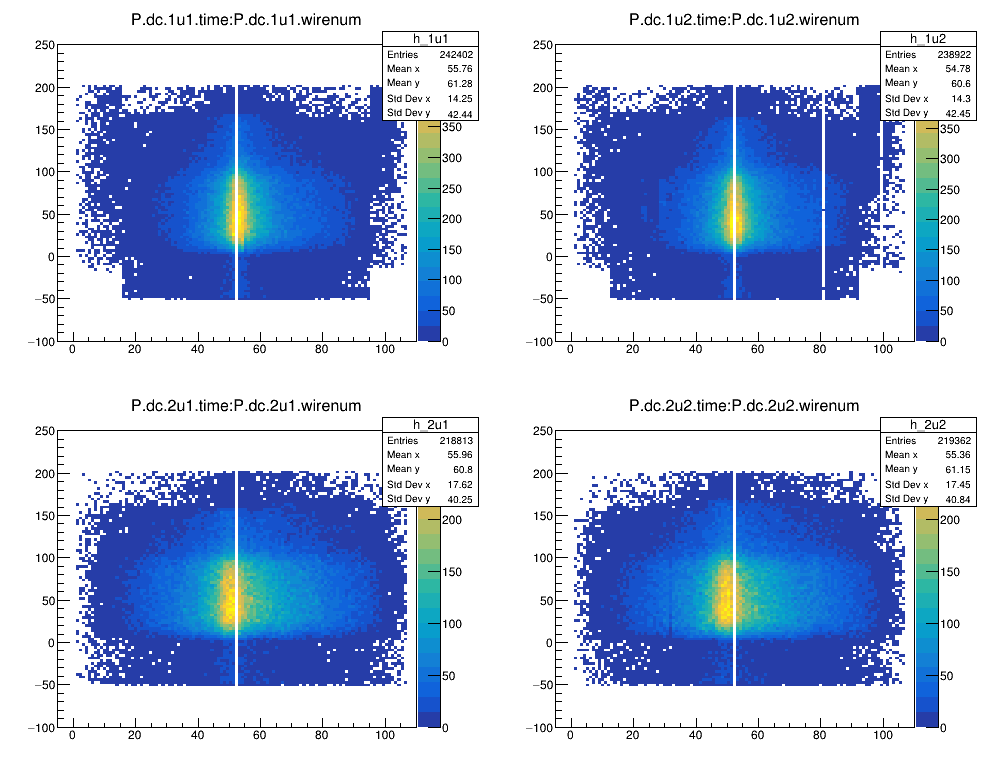 P.dc.1u1.time:P.dc.1u1.wirenum
h_1u1
Entries 242402
Mean x 55.76
Mean y 61.28
Std Dev x 14.25
Std Dev y 42.44
250
200
150
100
50
0
−50
−100
0 20 40 60 80 100
350
300
250
200
150
100
50
0
P.dc.1u2.time:P.dc.1u2.wirenum
h_1u2
Entries 238922
Mean x 54.78
Mean y 60.6
Std Dev x 14.3
Std Dev y 42.45
250
200
150
100
50
0
−50
−100
0 20 40 60 80 100
350
300
250
200
150
100
50
0
P.dc.2u1.time:P.dc.2u1.wirenum
h_2u1
Entries 218813
Mean x 55.96
Mean y 60.8
Std Dev x 17.62
Std Dev y 40.25
250
200
150
100
50
0
−50
−100
0 20 40 60 80 100
200
150
100
50
0
P.dc.2u2.time:P.dc.2u2.wirenum
h_2u2
Entries 219362
Mean x 55.36
Mean y 61.15
Std Dev x 17.45
Std Dev y 40.84
250
200
150
100
50
0
−50
−100
0 20 40 60 80 100
200
150
100
50
0